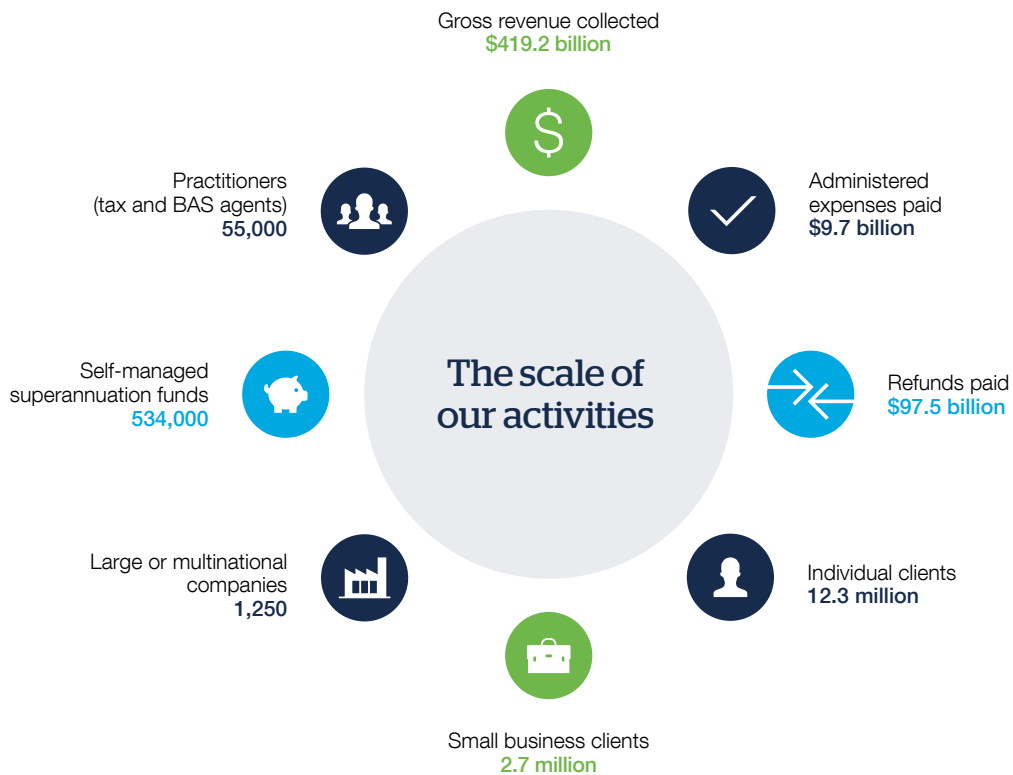 Gross revenue collected
$419.2 billion
Practitioners
(tax and BAS agents)
55,000
Administered
expenses paid
$9.7 billion
Self-managed
superannuation funds
534,000
The scale of
our activities
Refunds paid
$97.5 billion
Large or multinational
companies
1,250
Individual clients
12.3 million
Small business clients
2.7 million